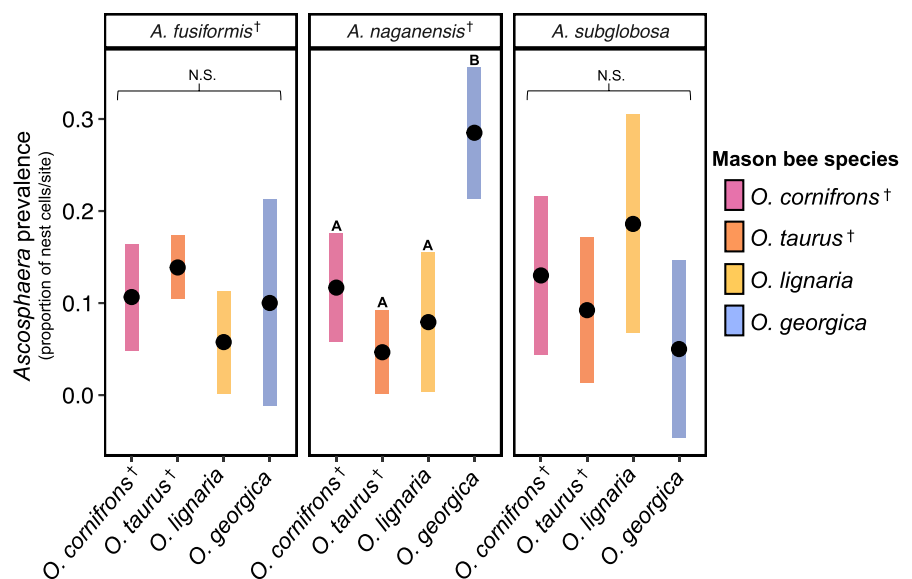 A. fusiformis†
A. naganensis†
A. subglobosa
N.S.
A
A
A
B
N.S.
Ascosphaera prevalence
(proportion of nest cells/site)
0.3
0.2
0.1
0.0
O. cornifrons†
O. taurus†
O. lignaria
O. georgica
O. cornifrons†
O. taurus†
O. lignaria
O. georgica
O. cornifrons†
O. taurus†
O. lignaria
O. georgica
Mason bee species
O. cornifrons†
O. taurus†
O. lignaria
O. georgica